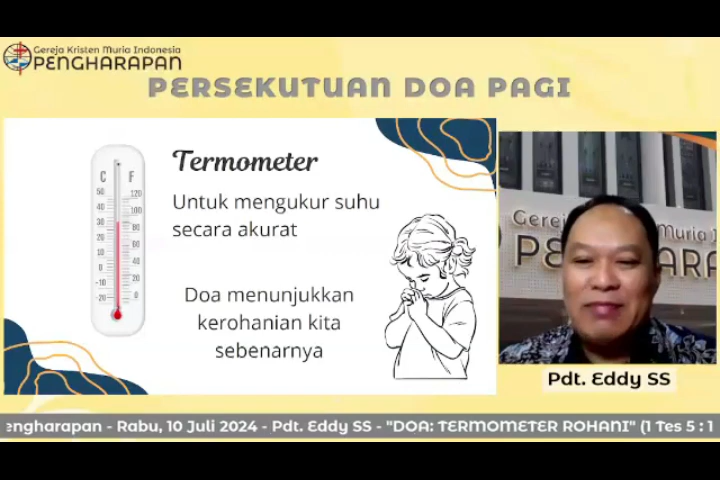 Gereja Kristen Muria Indonesia
PENGHARAPAN
PERSEKUTUAN DOA PAGI
Termometer
Untuk mengukur suhu
secara akurat
Doa menunjukkan
kerohanian kita
sebenarnya
C F
50 120
40 100
30 80
20 60
10 40
0 20
-10 0
-20
Gereja Muria I
PENGHARA
Pdt. Eddy SS
engharapan - Rabu, 10 Juli 2024 - Pdt. Eddy SS - "DOA: TERMOMETER ROHANI" (1 Tes 5 : 1